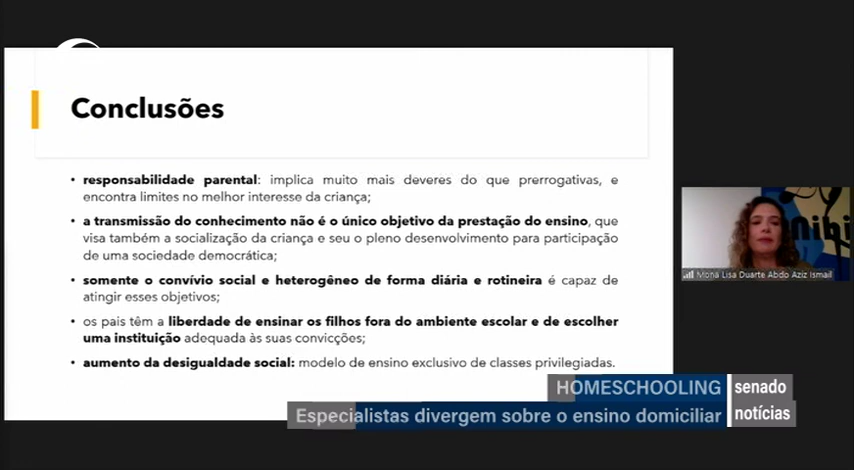 Conclusões
• responsabilidade parental: implica muito mais deveres do que prerrogativas, e
encontra limites no melhor interesse da criança;
• a transmissão do conhecimento não é o único objetivo da prestação do ensino, que
visa também a socialização da criança e seu o pleno desenvolvimento para participação
de uma sociedade democrática;
• somente o convívio social e heterogêneo de forma diária e rotineira é capaz de
atingir esses objetivos;
• os pais têm a liberdade de ensinar os filhos fora do ambiente escolar e de escolher
uma instituição adequada às suas convicções;
• aumento da desigualdade social: modelo de ensino exclusivo de classes privilegiadas.
Mona Lisa Duarte Abdo Aziz Ismail
HOMESCHOOLING
Especialistas divergem sobre o ensino domiciliar
senado
notícias